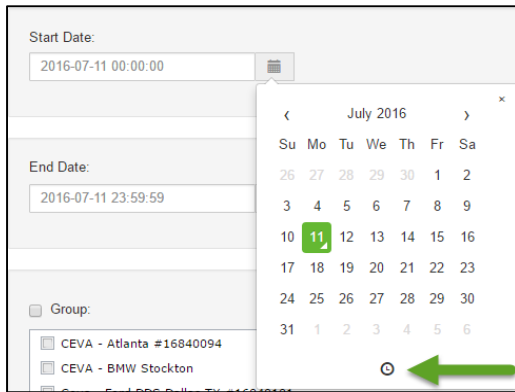 Start Date:
2016-07-11 00:00:00
×
‹ July 2016 ›
Su Mo Tu We Th Fr Sa
26 27 28 29 30 1 2
3 4 5 6 7 8 9
10 11 12 13 14 15 16
17 18 19 20 21 22 23
24 25 26 27 28 29 30
31 1 2 3 4 5 6
End Date:
2016-07-11 23:59:59
Group:
CEVA - Atlanta #16840094
CEVA - BMW Stockton